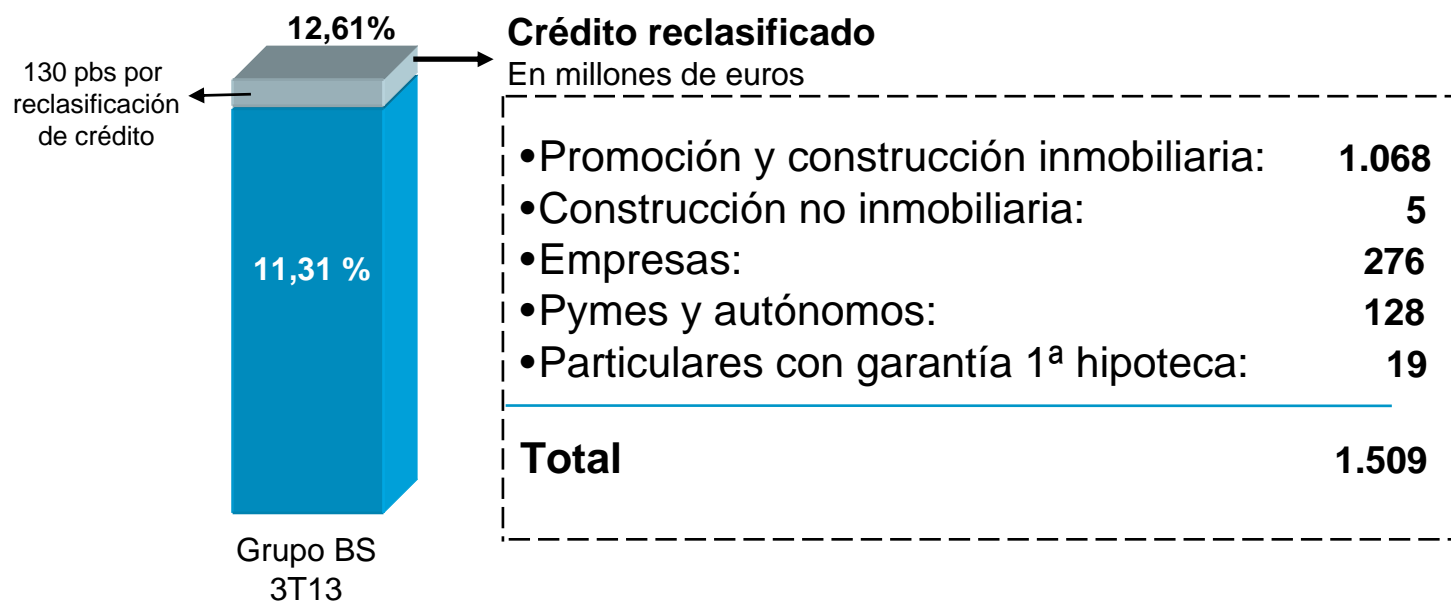 12,61%
130 pbs por
reclasificación
de crédito
11,31 %
Grupo BS
3T13
Crédito reclasificado
En millones de euros
•Promoción y construcción inmobiliaria: 1.068
•Construcción no inmobiliaria: 5
•Empresas: 276
•Pymes y autónomos: 128
•Particulares con garantía 1ª hipoteca: 19
Total 1.509